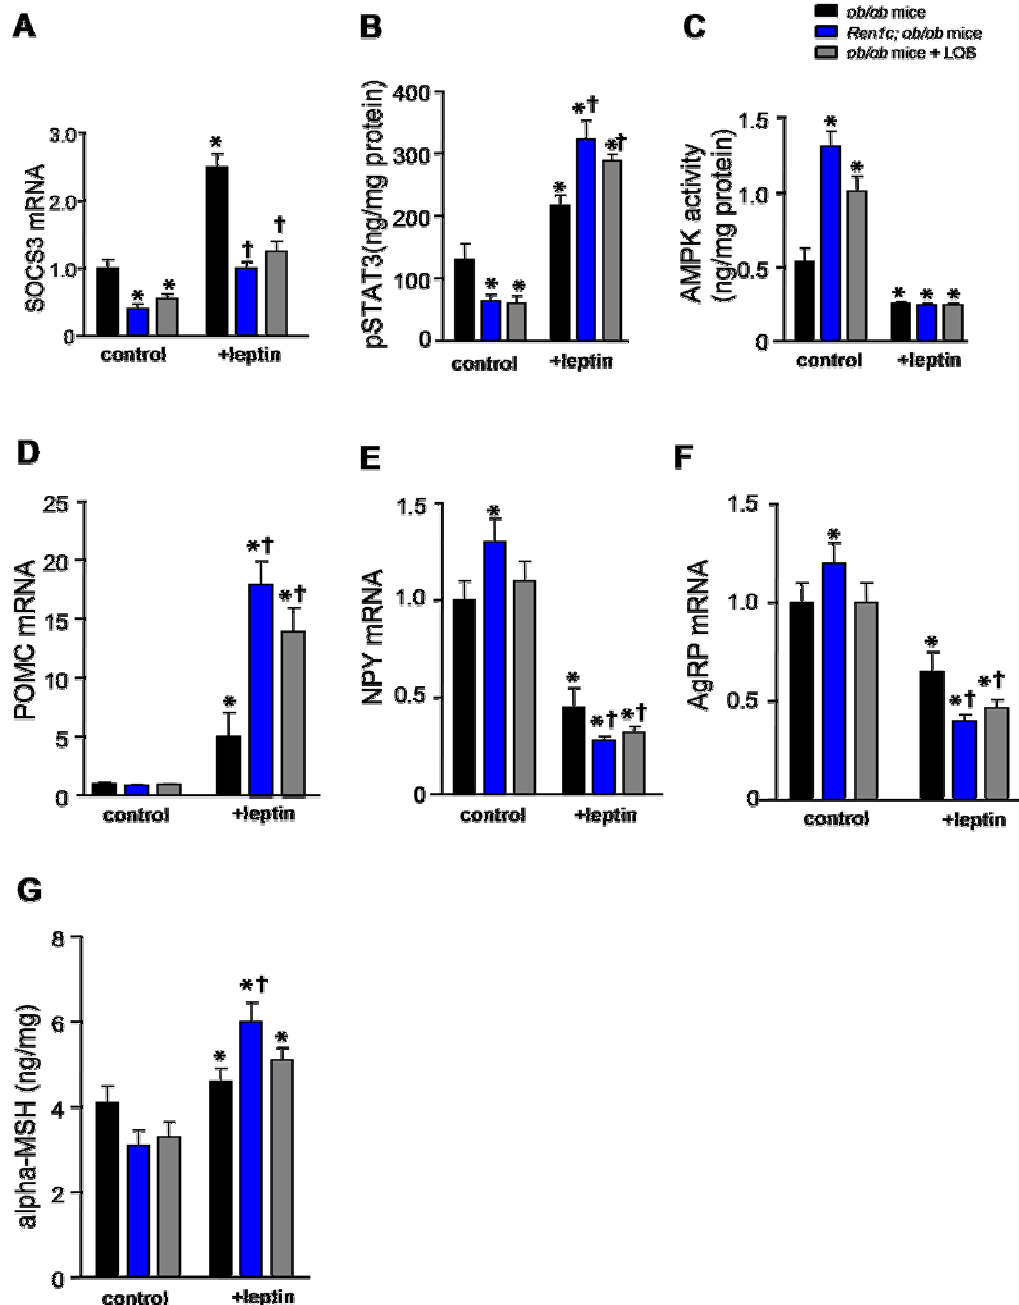 A
B
C
ob/ob mice
Ren1c; ob/ob mice
ob/ob mice + LOS
SOCS3 mRNA
3.0
2.0
1.0
0
*
*
*
†
†
control
+leptin
pSTAT3(ng/mg protein)
400
300
200
100
0
*
*
*
*†
*†
control
+leptin
AMPK activity
(ng/mg protein)
1.5
1.0
0.5
0
*
*
*
*
*
control
+leptin
D
E
F
POMC mRNA
25
20
15
10
5
0
*
*†
*†
control
+leptin
NPY mRNA
1.5
1.0
0.5
0
*
*
*†
*†
control
+leptin
AgRP mRNA
1.5
1.0
0.5
0
*
*
*†
*†
control
+leptin
G
alpha-MSH (ng/mg)
8
6
4
2
0
*
*†
*
control
+leptin